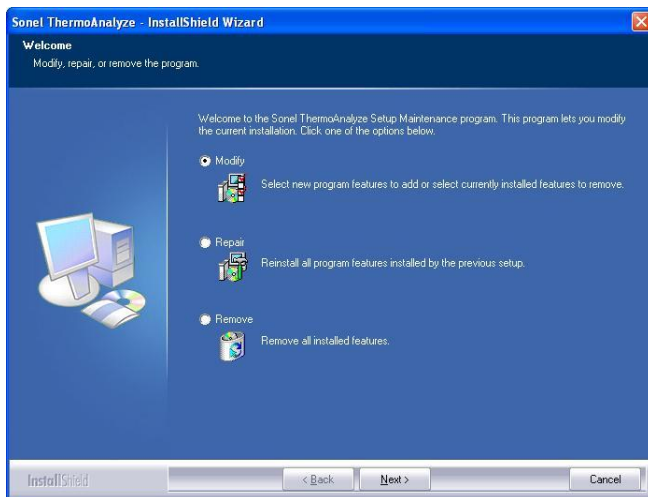 Sonel ThermoAnalyze - InstallShield Wizard
Welcome
Modify, repair, or remove the program.
Welcome to the Sonel ThermoAnalyze Setup Maintenance program. This program lets you modify
the current installation. Click one of the options below.
Modify
Select new program features to add or select currently installed features to remove.
Repair
Reinstall all program features installed by the previous setup.
Remove
Remove all installed features.
InstallShield
< Back
Next >
Cancel